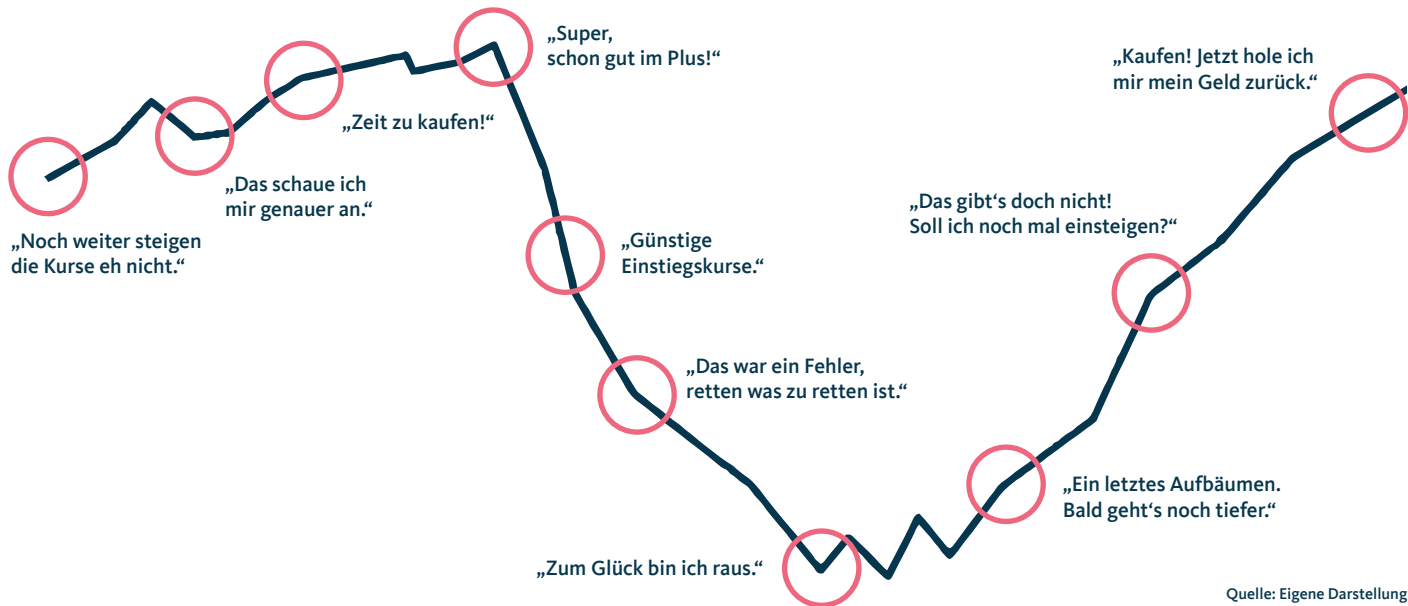 „Noch weiter steigen
die Kurse eh nicht.“
„Das schaue ich
mir genauer an.“
„Zeit zu kaufen!“
„Super,
schon gut im Plus!“
„Günstige
Einstiegskurse.“
„Das war ein Fehler,
retten was zu retten ist.“
„Zum Glück bin ich raus.“
„Ein letztes Aufbäumen.
Bald geht‘s noch tiefer.“
„Das gibt‘s doch nicht!
Soll ich noch mal einsteigen?“
„Kaufen! Jetzt hole ich
mir mein Geld zurück.“
Quelle: Eigene Darstellung